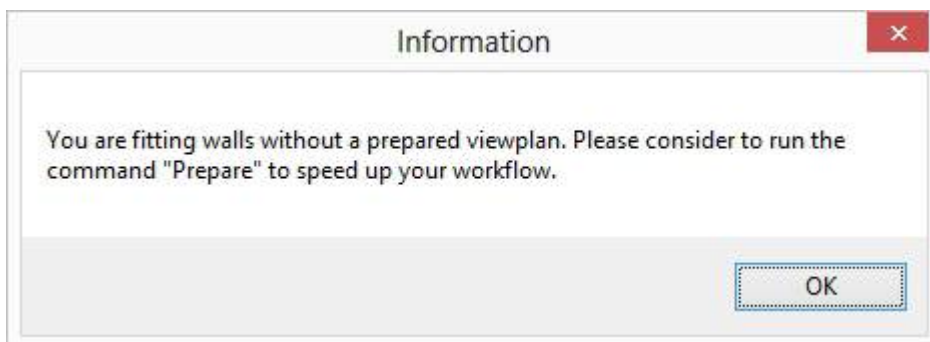 Information
You are fitting walls without a prepared viewplan. Please consider to run the
command "Prepare" to speed up your workflow.
OK